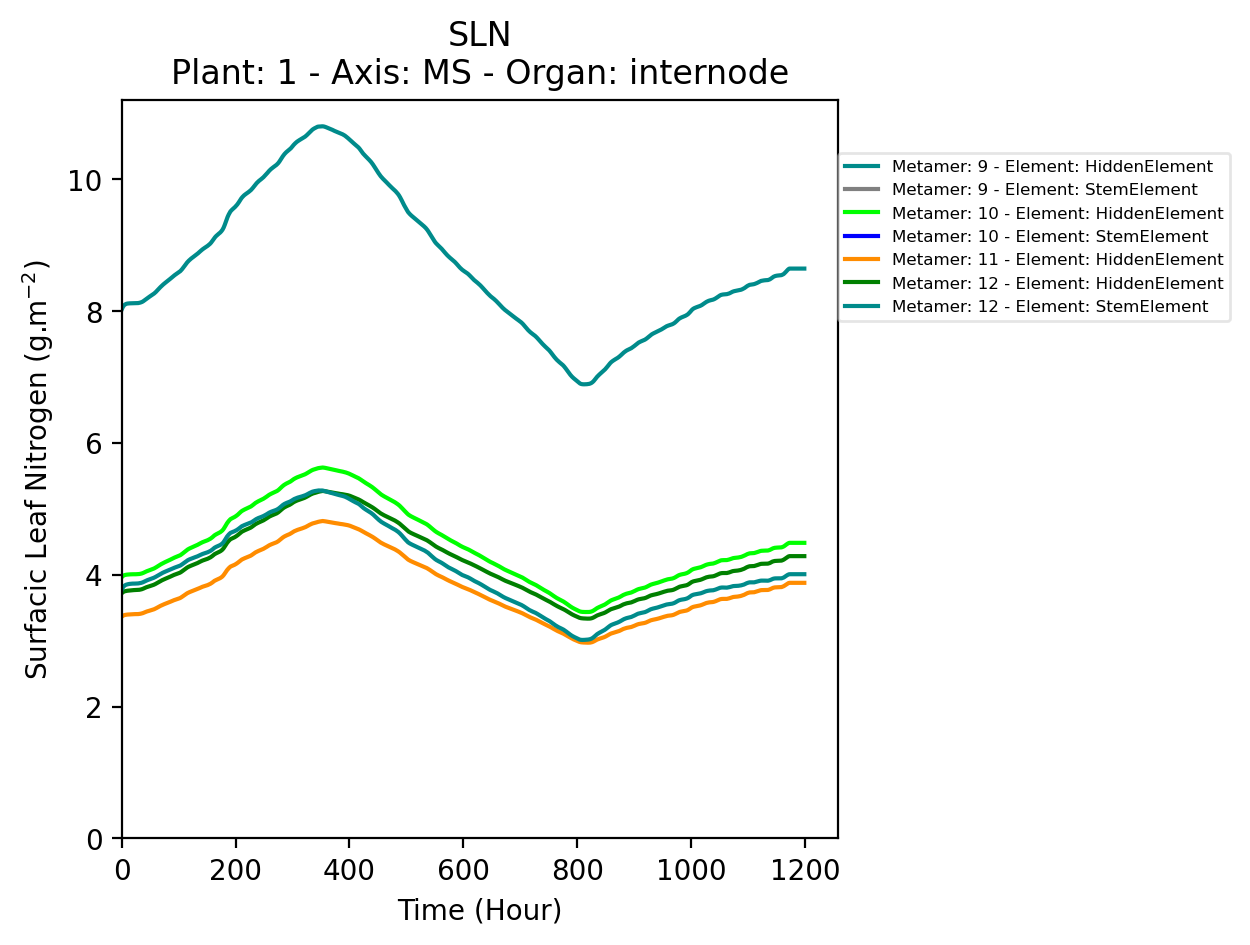 SLN
Plant: 1 - Axis: MS - Organ: internode
Surfacic Leaf Nitrogen (g.m⁻²)
10
8
6
4
2
0
0 200 400 600 800 1000 1200
Time (Hour)
Metamer: 9 - Element: HiddenElement
Metamer: 9 - Element: StemElement
Metamer: 10 - Element: HiddenElement
Metamer: 10 - Element: StemElement
Metamer: 11 - Element: HiddenElement
Metamer: 12 - Element: HiddenElement
Metamer: 12 - Element: StemElement